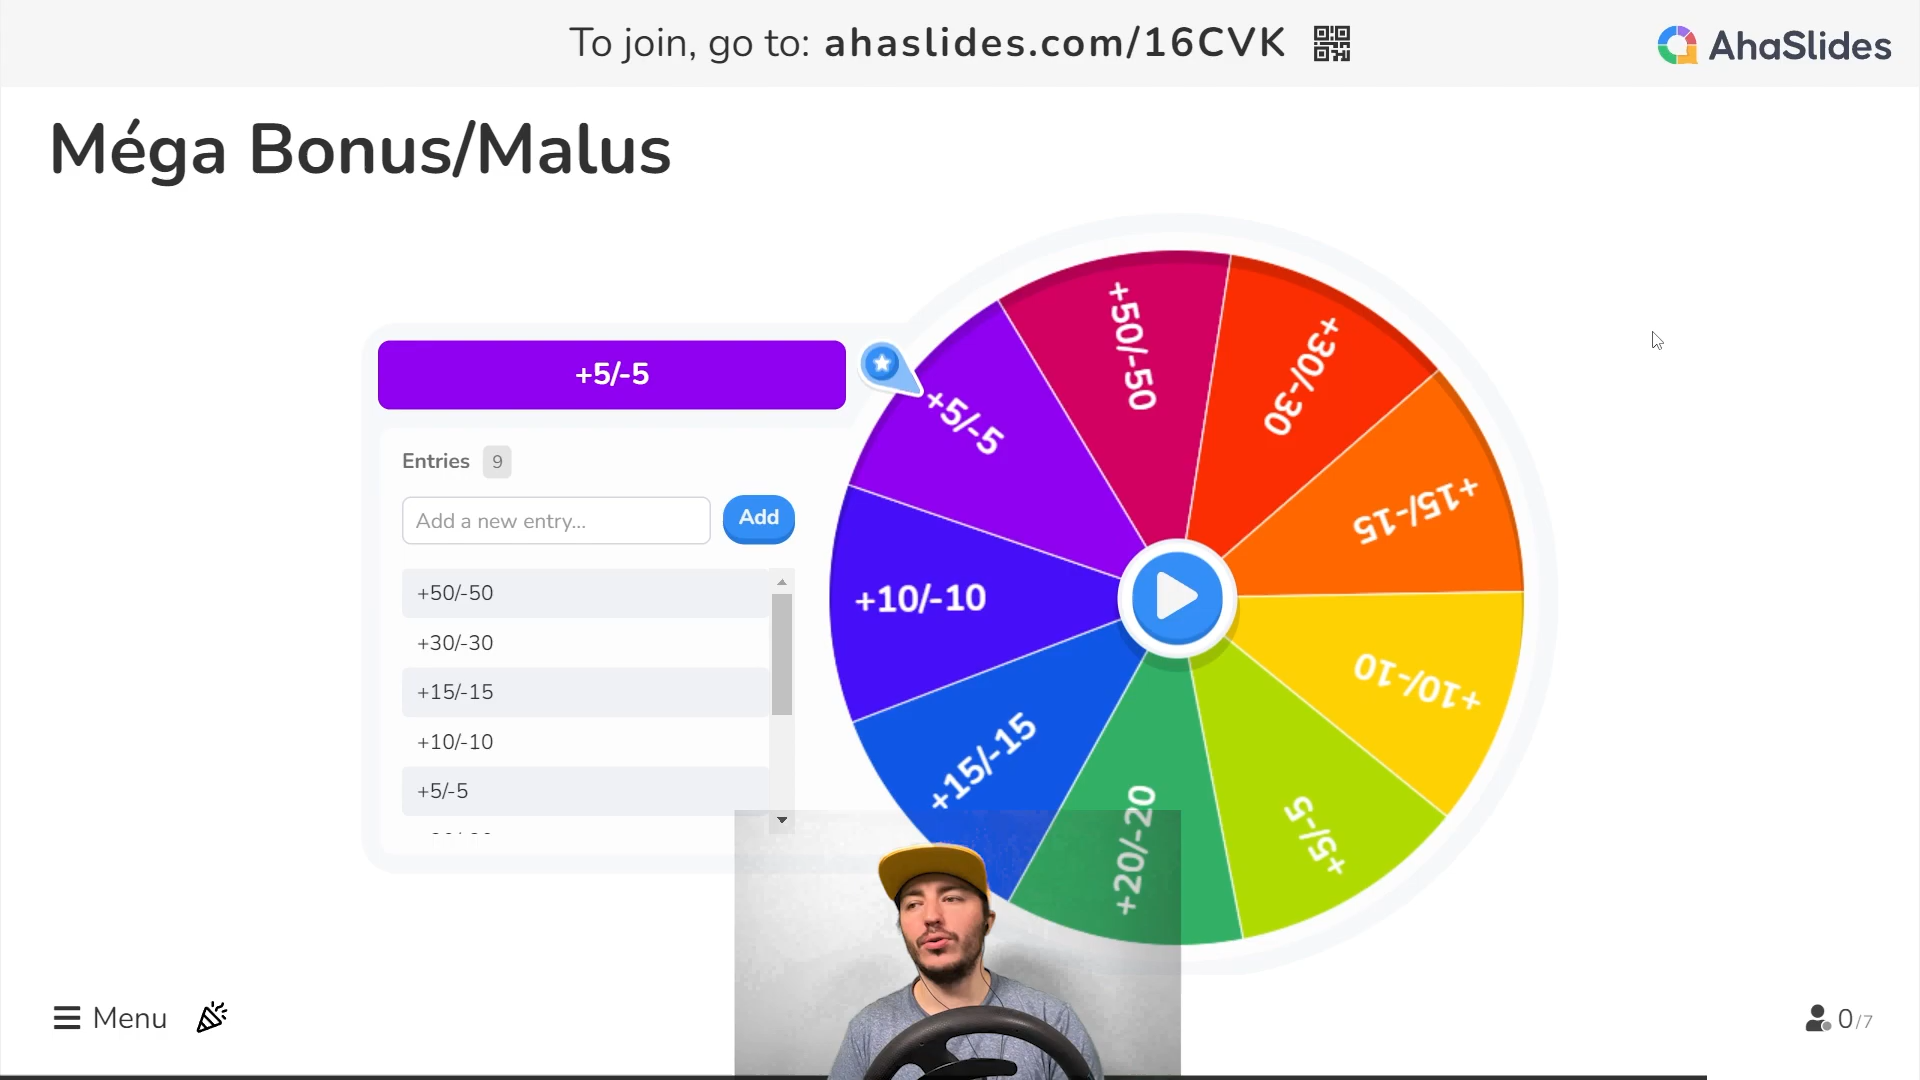 To join, go to: ahaslides.com/16CVK
AhaSlides
Méga Bonus/Malus
+5/-5
Entries 9
Add a new entry...
Add
+50/-50
+30/-30
+15/-15
+10/-10
+5/-5
+50/-50
+30/-30
+15/-15
+10/-10
+5/-5
+20/-20
+15/-15
+10/-10
+5/-5
Menu
0/7